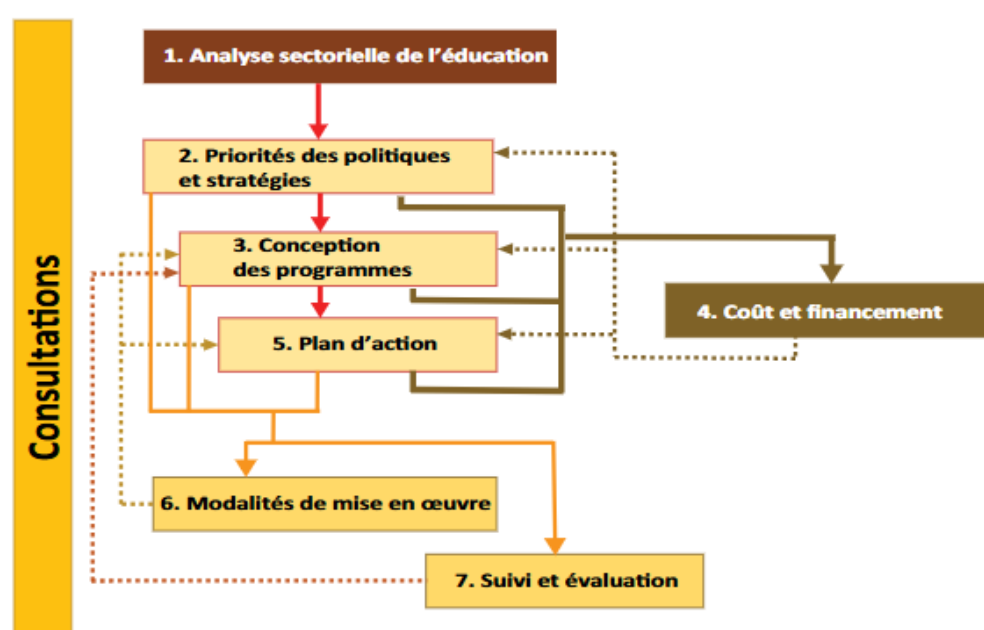 Consultations
1. Analyse sectorielle de l'éducation
2. Priorités des politiques
et stratégies
3. Conception
des programmes
4. Coût et financement
5. Plan d'action
6. Modalités de mise en œuvre
7. Suivi et évaluation